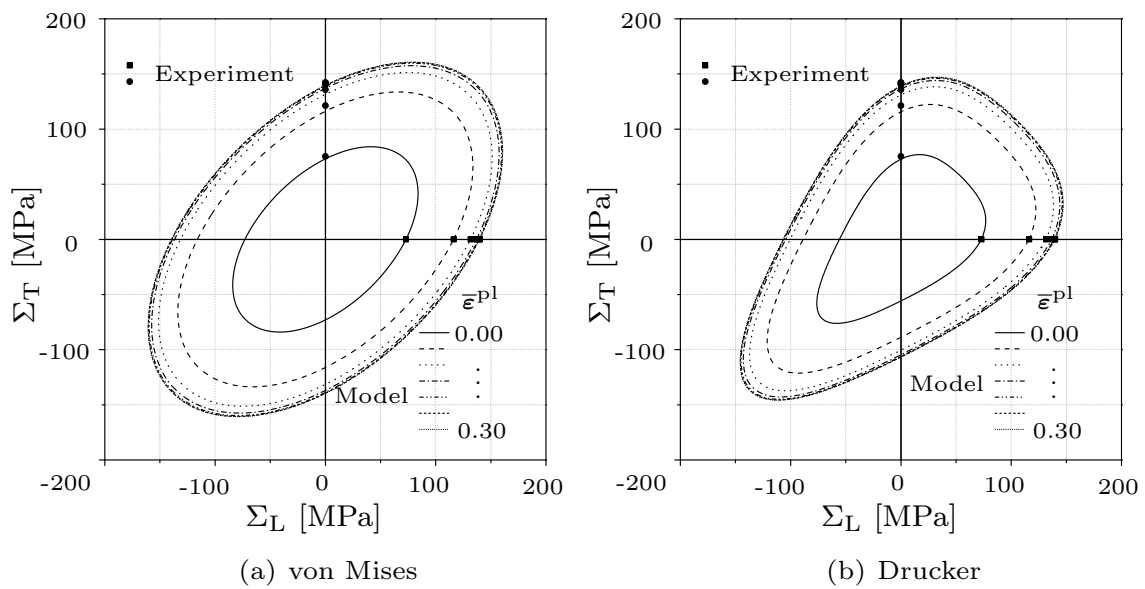 200
100
0
-100
-200
Σ_T [MPa]
Experiment
ε̅^pl
0.00
Model
0.30
-100
0
100
200
Σ_L [MPa]
(a) von Mises
200
100
0
-100
-200
Σ_T [MPa]
Experiment
ε̅^pl
0.00
Model
0.30
-100
0
100
200
Σ_L [MPa]
(b) Drucker